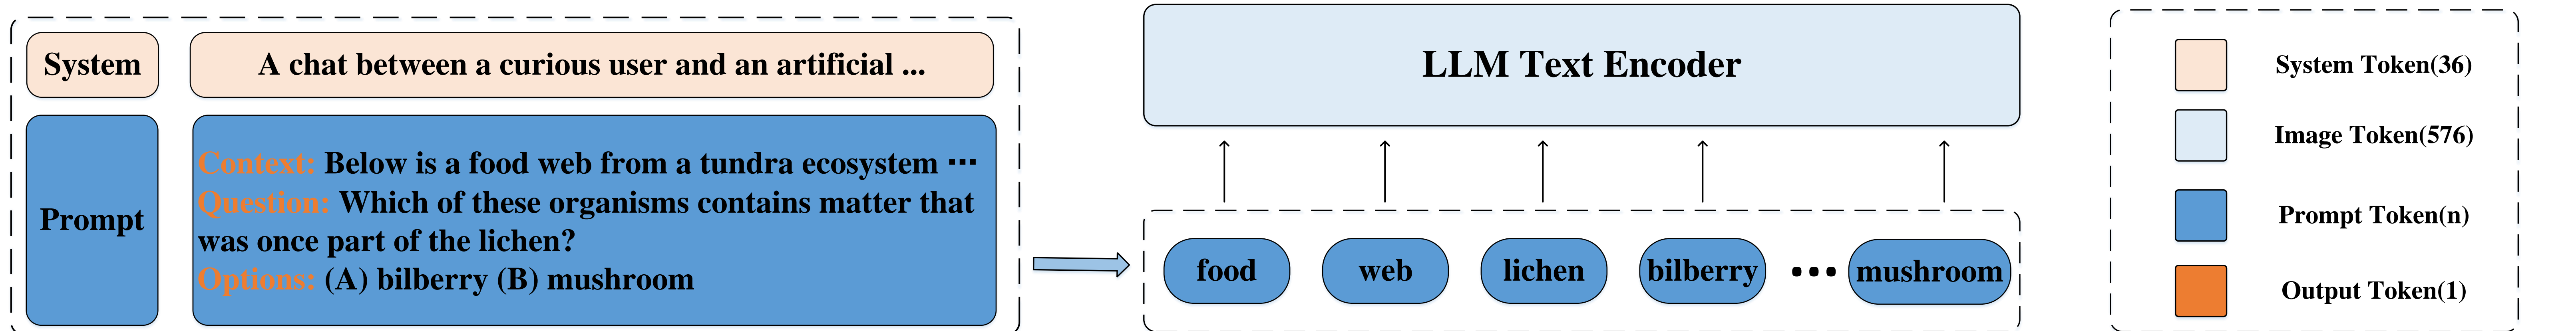 System
A chat between a curious user and an artificial ...
Prompt
Context: Below is a food web from a tundra ecosystem ···
Question: Which of these organisms contains matter that
was once part of the lichen?
Options: (A) bilberry (B) mushroom
LLM Text Encoder
food web lichen bilberry ••• mushroom
System Token(36)
Image Token(576)
Prompt Token(n)
Output Token(1)